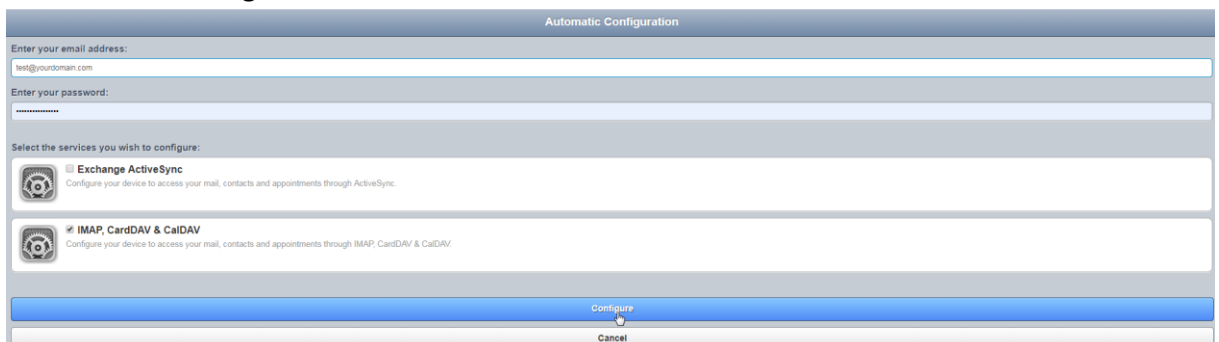 Automatic Configuration
Enter your email address:
test@yourdomain.com
Enter your password:
Select the services you wish to configure:
Exchange ActiveSync
Configure your device to access your mail, contacts and appointments through ActiveSync.
IMAP, CardDAV & CalDAV
Configure your device to access your mail, contacts and appointments through IMAP, CardDAV & CalDAV.
Configure
Cancel